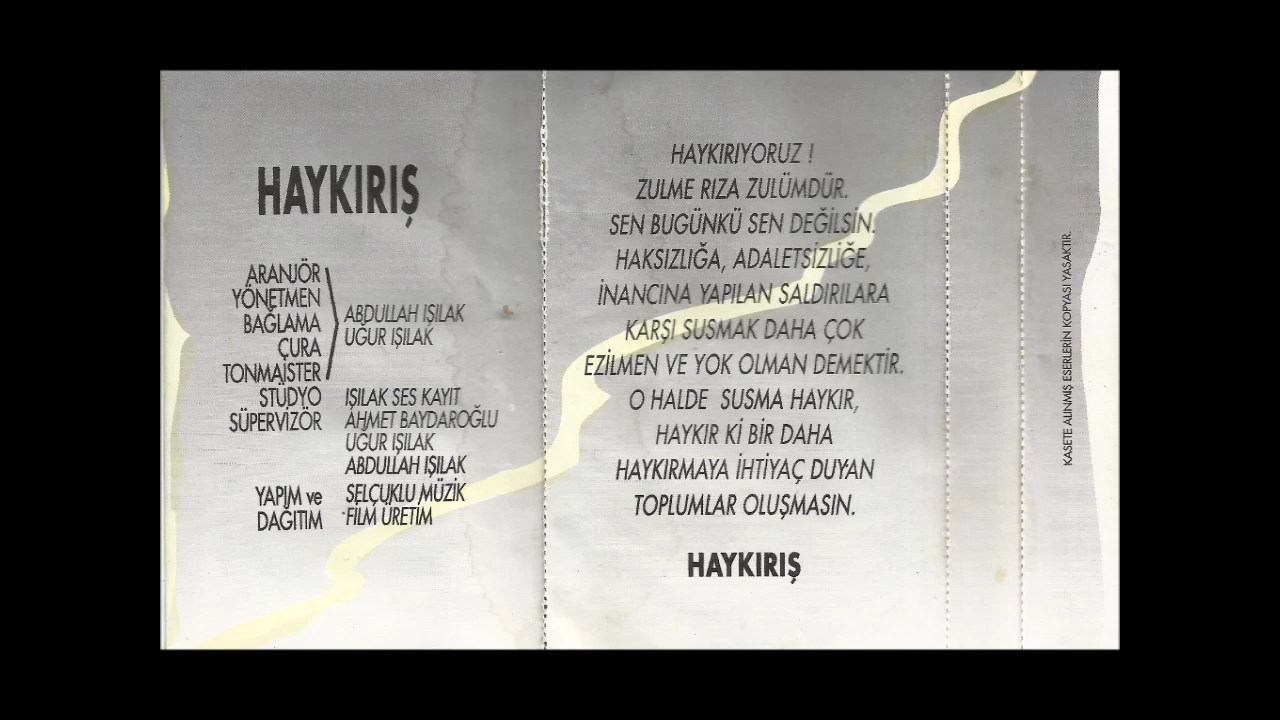 HAYKIRIŞ
ARANJÖR
YÖNETMEN
BAĞLAMA
ÇURA
TONMAİSTER
ABDULLAH IŞILAK
UĞUR IŞILAK
STÜDYO IŞILAK SES KAYIT
SÜPERVİZÖR AHMET BAYDAROĞLU
UĞUR IŞILAK
ABDULLAH IŞILAK
YAPIM ve SELÇUKLU MÜZİK
DAĞITIM FİLM ÜRETİM
HAYKIRIYORUZ !
ZULME RIZA ZULÜMDÜR.
SEN BUGÜNKÜ SEN DEĞİLSİN.
HAKSIZLIĞA, ADALETSİZLİĞE,
İNANCINA YAPILAN SALDIRILARA
KARŞI SUSMAK DAHA ÇOK
EZİLMEN VE YOK OLMAN DEMEKTİR.
O HALDE SUSMA HAYKIR,
HAYKIR Kİ BİR DAHA
HAYKIRMAYA İHTİYAÇ DUYAN
TOPLUMLAR OLUŞMASIN.
HAYKIRIŞ
KASETE ALINMIŞ ESERLERİN KOPYASI YASAKTIR.